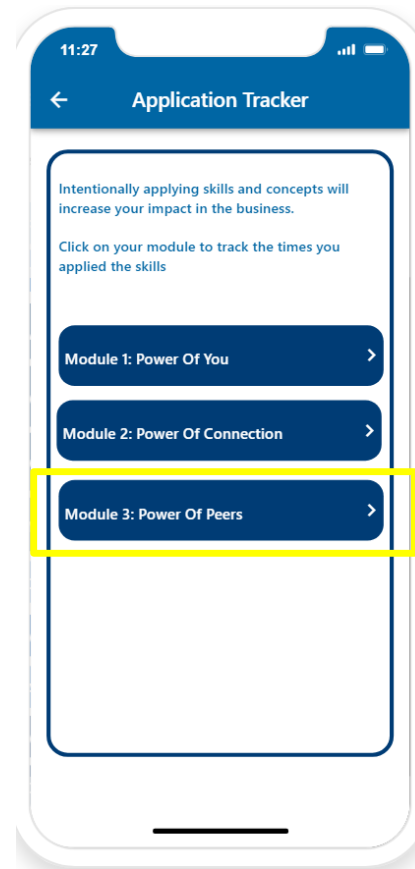 11:27
Application Tracker
Intentionally applying skills and concepts will
increase your impact in the business.
Click on your module to track the times you
applied the skills
Module 1: Power Of You
Module 2: Power Of Connection
Module 3: Power Of Peers